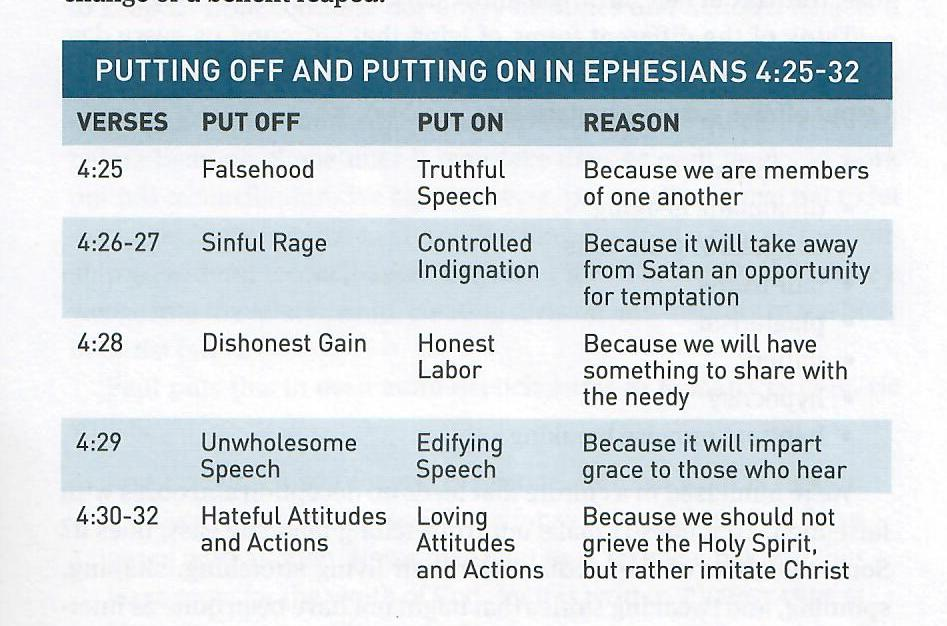 change or a benefit reaped.
PUTTING OFF AND PUTTING ON IN EPHESIANS 4:25-32
VERSES PUT OFF PUT ON REASON
4:25 Falsehood Truthful Because we are members
Speech of one another
4:26-27 Sinful Rage Controlled Because it will take away
Indignation from Satan an opportunity
for temptation
4:28 Dishonest Gain Honest Because we will have
Labor something to share with
the needy
4:29 Unwholesome Edifying Because it will impart
Speech Speech grace to those who hear
4:30-32 Hateful Attitudes Loving Because we should not
and Actions Attitudes grieve the Holy Spirit,
and Actions but rather imitate Christ